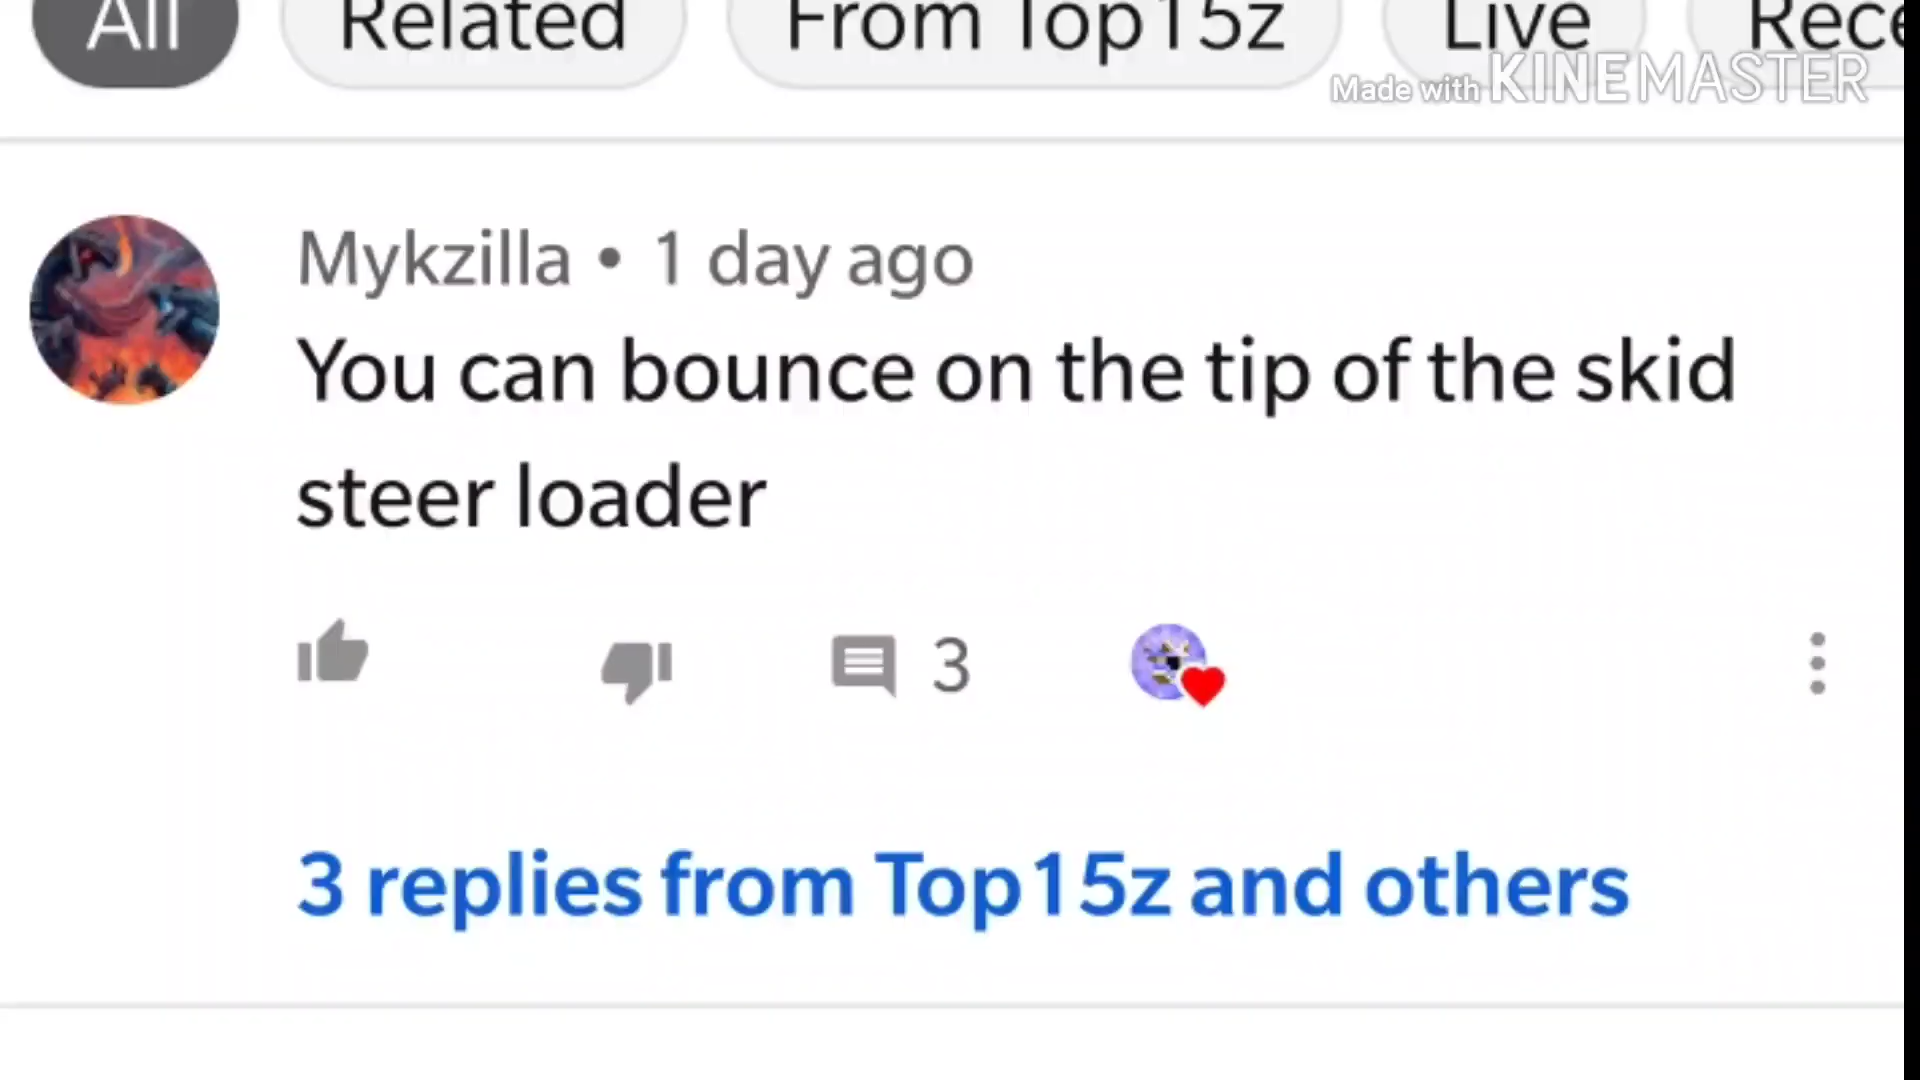 All Related From Top15z Live Rece
Made with KINEMASTER
Mykzilla • 1 day ago
You can bounce on the tip of the skid
steer loader
3
3 replies from Top15z and others